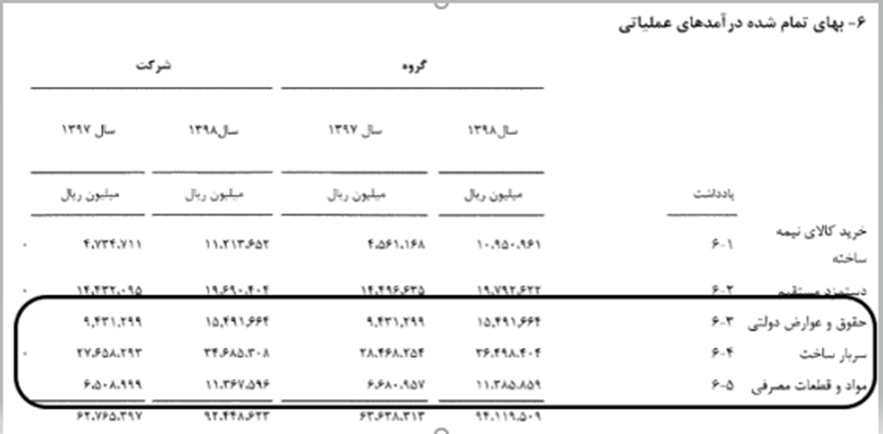 ۶- بهای تمام شده درآمدهای عملیاتی
گروه شرکت
سال۱۳۹۸ سال ۱۳۹۷ سال۱۳۹۸ سال ۱۳۹۷
یادداشت میلیون ریال میلیون ریال میلیون ریال میلیون ریال
خرید کالای نیمه
ساخته ۶-۱ ۱۰،۹۵۰،۹۶۱ ۴،۵۶۱،۱۶۸ ۱۱،۲۱۳،۶۵۲ ۴،۷۳۴،۷۱۱ ۰
دستمزد مستقیم ۶-۲ ۱۹،۷۹۲،۶۲۲ ۱۴،۴۹۶،۶۳۵ ۱۹،۶۹۰،۴۰۴ ۱۴،۴۳۲،۰۹۵ ۰
حقوق و عوارض دولتی ۶-۳ ۱۵،۴۹۱،۶۶۴ ۹،۴۳۱،۲۹۹ ۱۵،۴۹۱،۶۶۴ ۹،۴۳۱،۲۹۹
سربار ساخت ۶-۴ ۳۶،۴۹۸،۴۰۴ ۲۸،۴۶۸،۲۵۴ ۳۴،۶۸۵،۳۰۸ ۲۷،۶۵۸،۲۹۳ ۰
مواد و قطعات مصرفی ۶-۵ ۱۱،۳۸۵،۸۵۹ ۶،۶۸۰،۹۵۷ ۱۱،۳۶۷،۵۹۶ ۶،۵۰۸،۹۹۹
۹۴،۱۱۹،۵۰۹ ۶۳،۶۳۸،۳۱۳ ۹۲،۴۴۸،۶۲۳ ۶۲،۷۶۵،۳۹۷